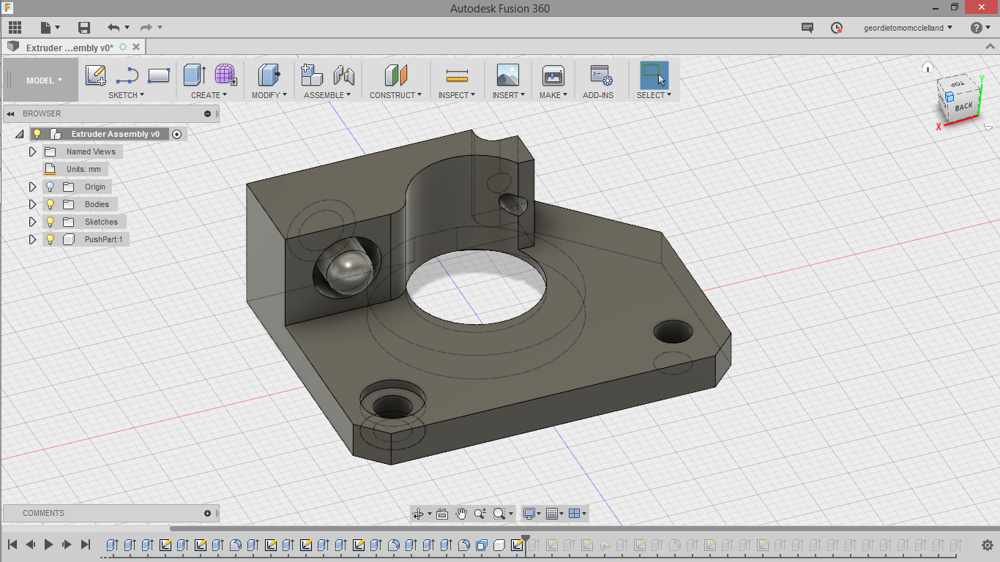 Autodesk Fusion 360
geordietomomcclelland
Extruder ...embly v0*
MODEL
SKETCH CREATE MODIFY ASSEMBLE CONSTRUCT INSPECT INSERT MAKE ADD-INS SELECT
TOP
BACK
Y
X
BROWSER
Extruder Assembly v0
Named Views
Units: mm
Origin
Bodies
Sketches
PushPart:1
COMMENTS